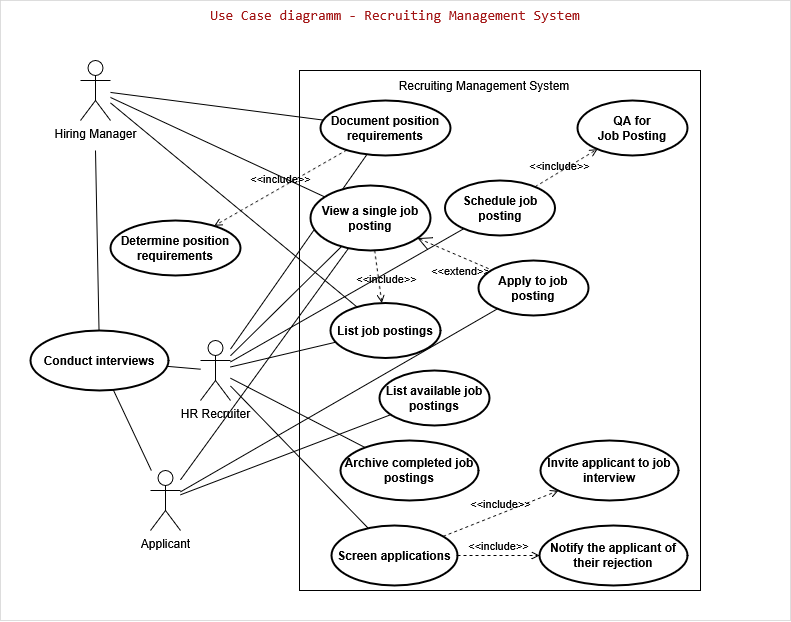 Use Case diagramm - Recruiting Management System
Recruiting Management System
Hiring Manager
Document position
requirements
QA for
Job Posting
<<include>>
<<include>>
View a single job
posting
Schedule job
posting
Determine position
requirements
<<include>>
<<extend>>
Apply to job
posting
List job postings
Conduct interviews
HR Recruiter
List available job
postings
Archive completed job
postings
Invite applicant to job
interview
<<include>>
Applicant
Screen applications
<<include>>
Notify the applicant of
their rejection